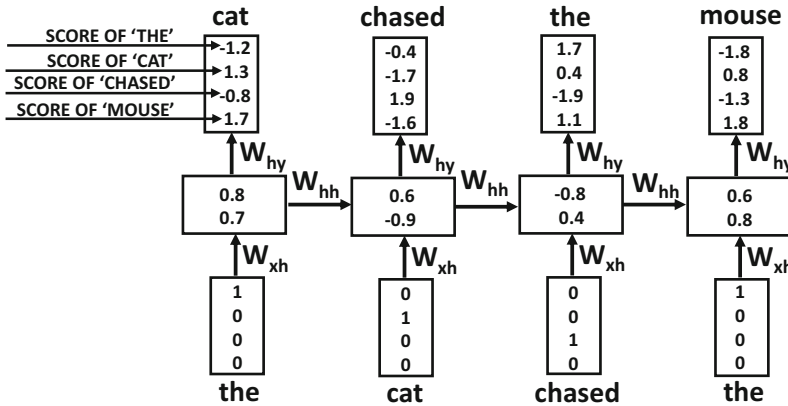 cat chased the mouse
SCORE OF 'THE' -1.2 -0.4 1.7 -1.8
SCORE OF 'CAT' 1.3 -1.7 0.4 0.8
SCORE OF 'CHASED' -0.8 1.9 -1.9 -1.3
SCORE OF 'MOUSE' 1.7 -1.6 1.1 1.8
Why Why Why Why
Whh Whh Whh
0.8 0.6 -0.8 0.6
0.7 -0.9 0.4 0.8
Wxh Wxh Wxh Wxh
1 0 0 1
0 1 0 0
0 0 1 0
0 0 0 0
the cat chased the